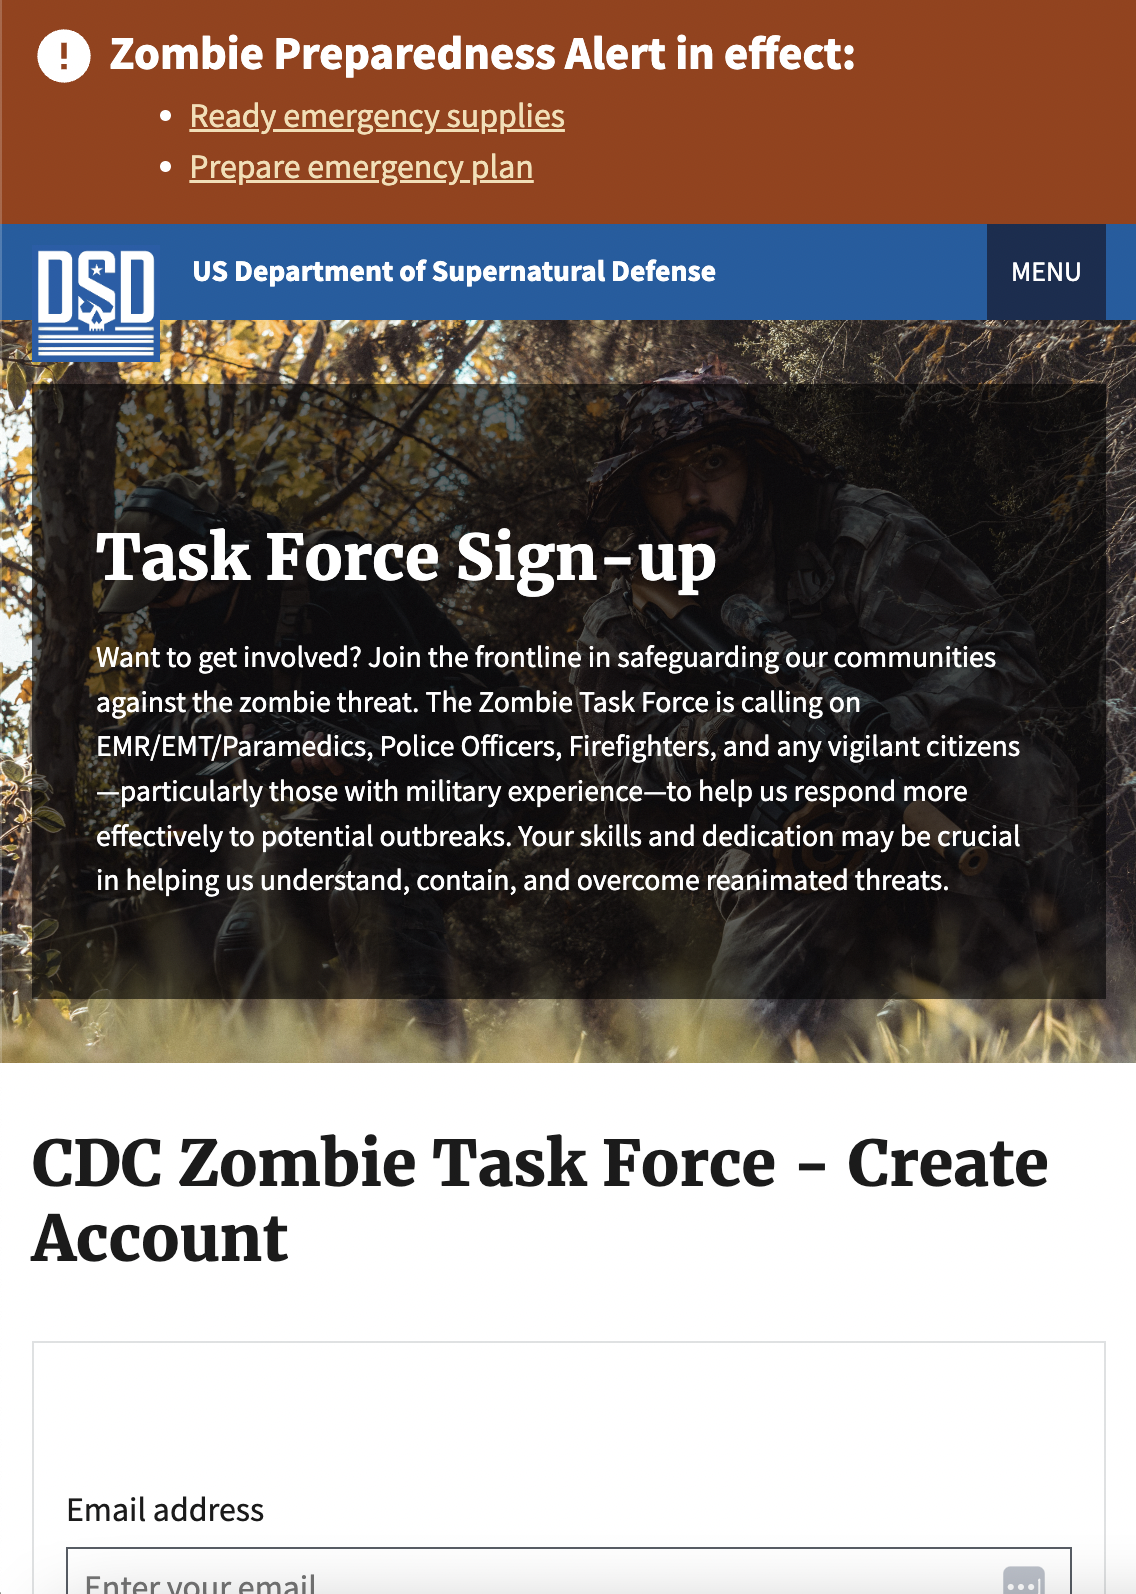 Zombie Preparedness Alert in effect:
Ready emergency supplies
Prepare emergency plan
DSD
US Department of Supernatural Defense
MENU
Task Force Sign-up
Want to get involved? Join the frontline in safeguarding our communities
against the zombie threat. The Zombie Task Force is calling on
EMR/EMT/Paramedics, Police Officers, Firefighters, and any vigilant citizens
—particularly those with military experience—to help us respond more
effectively to potential outbreaks. Your skills and dedication may be crucial
in helping us understand, contain, and overcome reanimated threats.
CDC Zombie Task Force - Create
Account
Email address
Enter your email